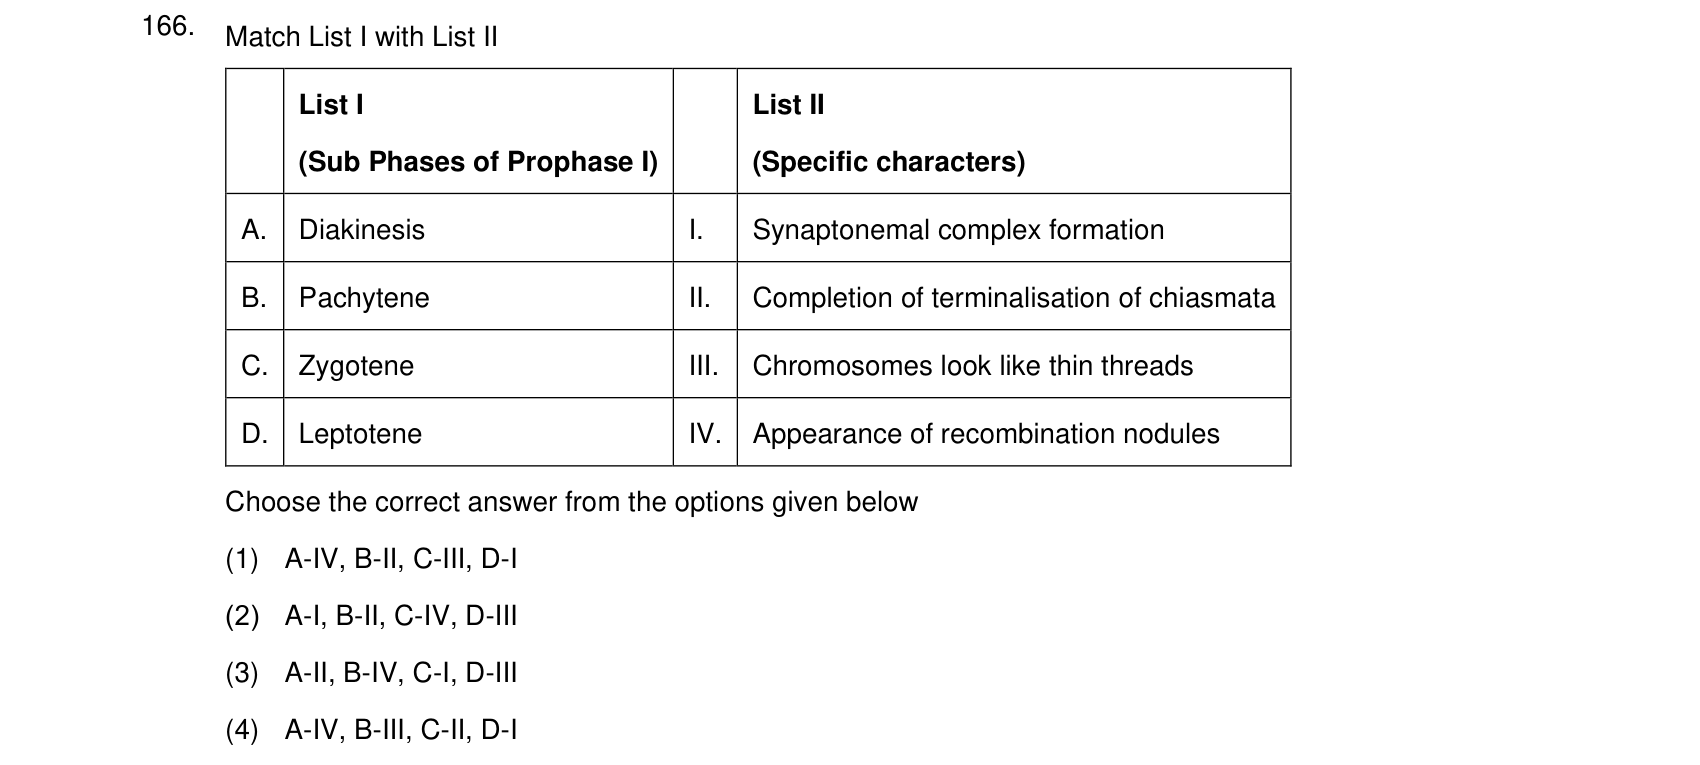 166.
Match List I with List II
List I
(Sub Phases of Prophase I)
List II
(Specific characters)
A. Diakinesis I. Synaptonemal complex formation
B. Pachytene II. Completion of terminalisation of chiasmata
C. Zygotene III. Chromosomes look like thin threads
D. Leptotene IV. Appearance of recombination nodules
Choose the correct answer from the options given below
(1) A-IV, B-II, C-III, D-I
(2) A-I, B-II, C-IV, D-III
(3) A-II, B-IV, C-I, D-III
(4) A-IV, B-III, C-II, D-I